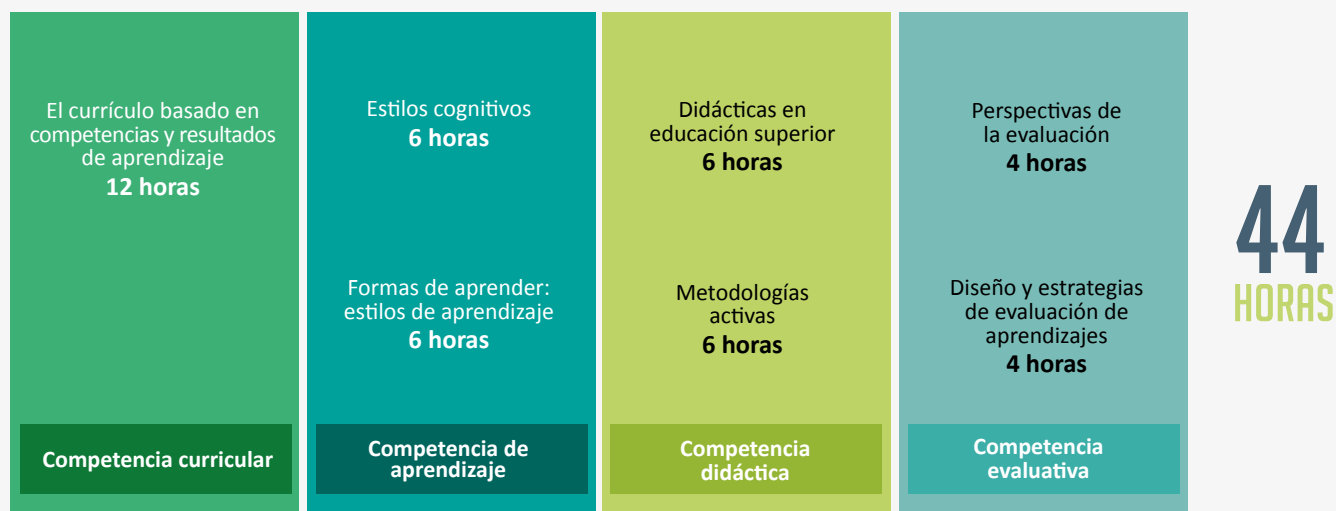 El currículo basado en
competencias y resultados
de aprendizaje
12 horas
Competencia curricular
Estilos cognitivos
6 horas
Formas de aprender:
estilos de aprendizaje
6 horas
Competencia de
aprendizaje
Didácticas en
educación superior
6 horas
Metodologías
activas
6 horas
Competencia
didáctica
Perspectivas de
la evaluación
4 horas
Diseño y estrategias
de evaluación de
aprendizajes
4 horas
Competencia
evaluativa
44
HORAS